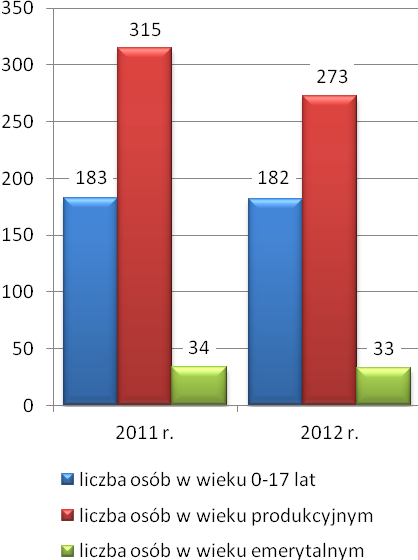 350
300
250
200
150
100
50
0
315
273
183
182
34
33
2011 r.
2012 r.
liczba osób w wieku 0-17 lat
liczba osób w wieku produkcyjnym
liczba osób w wieku emerytalnym